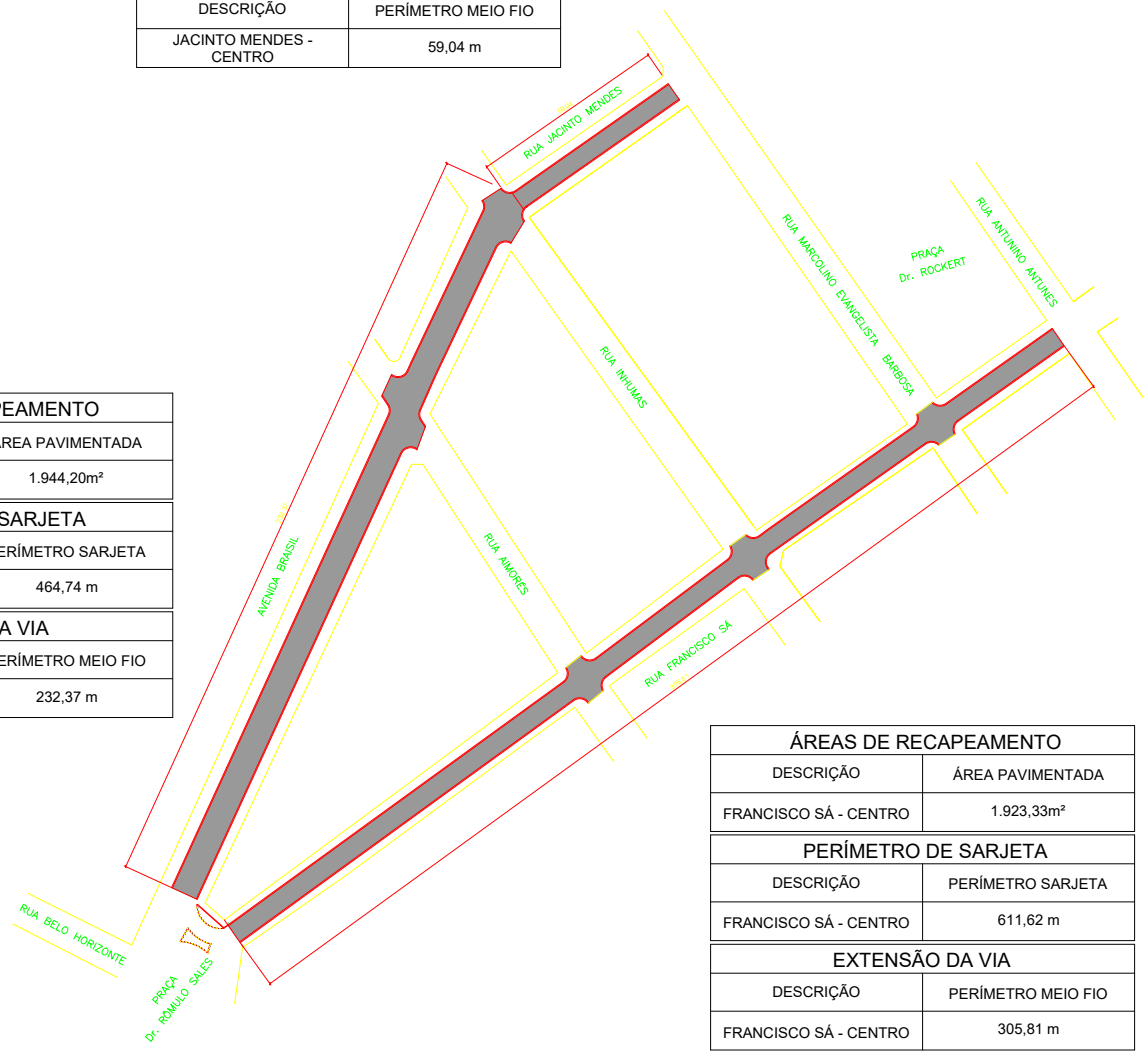 DESCRIÇÃO PERÍMETRO MEIO FIO
JACINTO MENDES -
CENTRO
59,04 m
RUA JACINTO MENDES
RUA MARCOLINO EVANGELISTA BARBOSA
PRAÇA
Dr. ROCKERT
RUA ANTUNINO ANTUNES
RUA INHUMAS
RUA AIMORÉS
AVENIDA BRAISIL
RUA FRANCISCO SÁ
RUA BELO HORIZONTE
PRAÇA
Dr. RÔMULO SALES
PEAMENTO
ÁREA PAVIMENTADA
1.944,20m²
SARJETA
PERÍMETRO SARJETA
464,74 m
A VIA
PERÍMETRO MEIO FIO
232,37 m
ÁREAS DE RECAPEAMENTO
DESCRIÇÃO ÁREA PAVIMENTADA
FRANCISCO SÁ - CENTRO 1.923,33m²
PERÍMETRO DE SARJETA
DESCRIÇÃO PERÍMETRO SARJETA
FRANCISCO SÁ - CENTRO 611,62 m
EXTENSÃO DA VIA
DESCRIÇÃO PERÍMETRO MEIO FIO
FRANCISCO SÁ - CENTRO 305,81 m